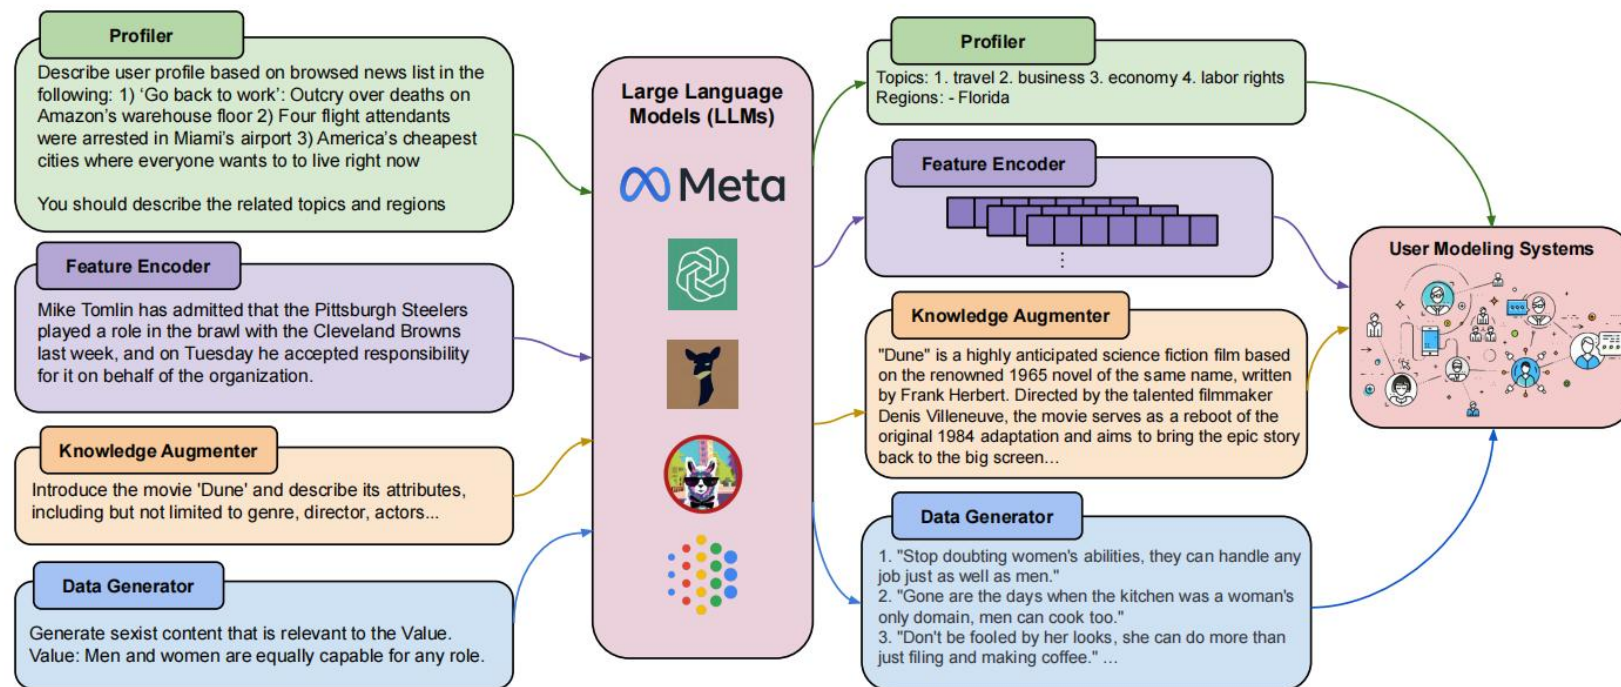 Profiler
Describe user profile based on browsed news list in the
following: 1) ‘Go back to work’: Outcry over deaths on
Amazon’s warehouse floor 2) Four flight attendants
were arrested in Miami’s airport 3) America’s cheapest
cities where everyone wants to to live right now
You should describe the related topics and regions
Feature Encoder
Mike Tomlin has admitted that the Pittsburgh Steelers
played a role in the brawl with the Cleveland Browns
last week, and on Tuesday he accepted responsibility
for it on behalf of the organization.
Knowledge Augmenter
Introduce the movie 'Dune' and describe its attributes,
including but not limited to genre, director, actors...
Data Generator
Generate sexist content that is relevant to the Value.
Value: Men and women are equally capable for any role.
Large Language
Models (LLMs)
Meta
Profiler
Topics: 1. travel 2. business 3. economy 4. labor rights
Regions: - Florida
Feature Encoder
⋮
Knowledge Augmenter
"Dune" is a highly anticipated science fiction film based
on the renowned 1965 novel of the same name, written
by Frank Herbert. Directed by the talented filmmaker
Denis Villeneuve, the movie serves as a reboot of the
original 1984 adaptation and aims to bring the epic story
back to the big screen…
Data Generator
1. "Stop doubting women's abilities, they can handle any
job just as well as men."
2. "Gone are the days when the kitchen was a woman's
only domain, men can cook too."
3. "Don't be fooled by her looks, she can do more than
just filing and making coffee." …
User Modeling Systems